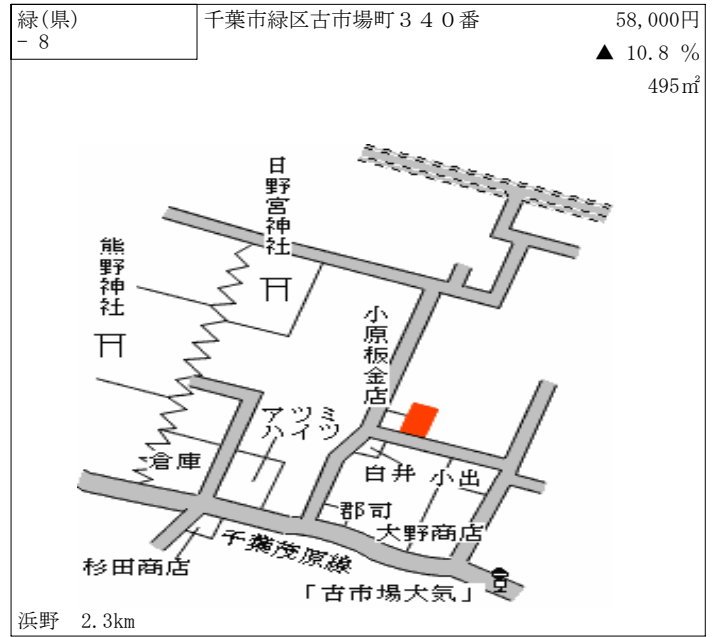 緑(県)
- 8
千葉市緑区古市場町３４０番
58,000円
▲ 10.8 %
495㎡
日野宮神社
熊野神社
小原板金店
アツミ
ハイツ
倉庫
白井
小出
郡司
大野商店
千葉茂原線
杉田商店
「古市場大気」
浜野 2.3km